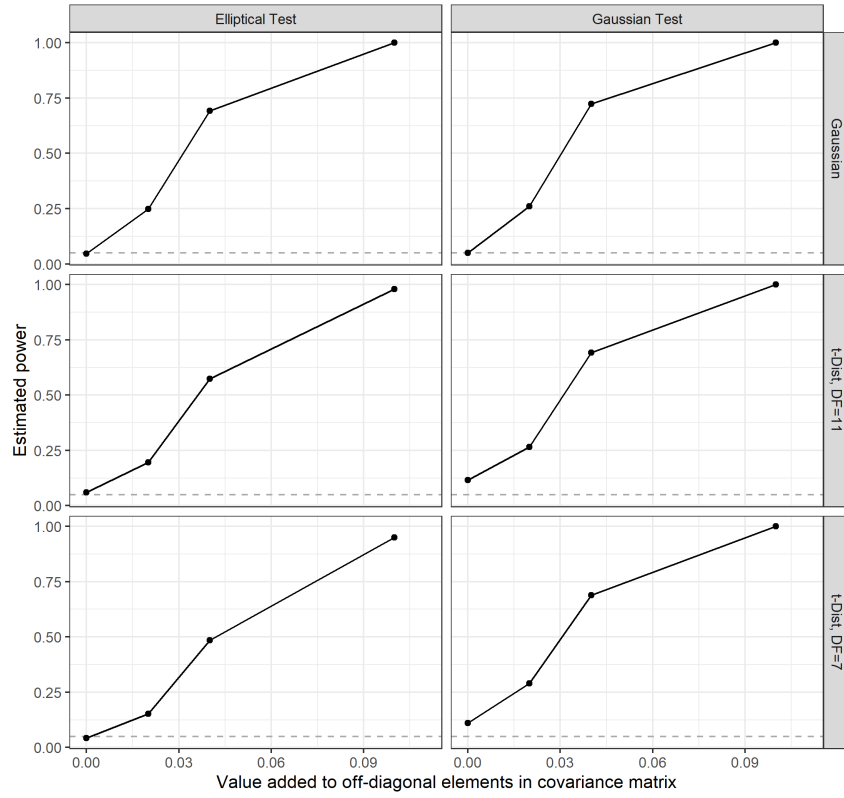 Elliptical Test Gaussian Test
1.00
0.75
0.50
0.25
0.00
Gaussian
1.00
0.75
0.50
0.25
0.00
t-Dist, DF=11
1.00
0.75
0.50
0.25
0.00
t-Dist, DF=7
Estimated power
0.00 0.03 0.06 0.09 0.00 0.03 0.06 0.09
Value added to off-diagonal elements in covariance matrix